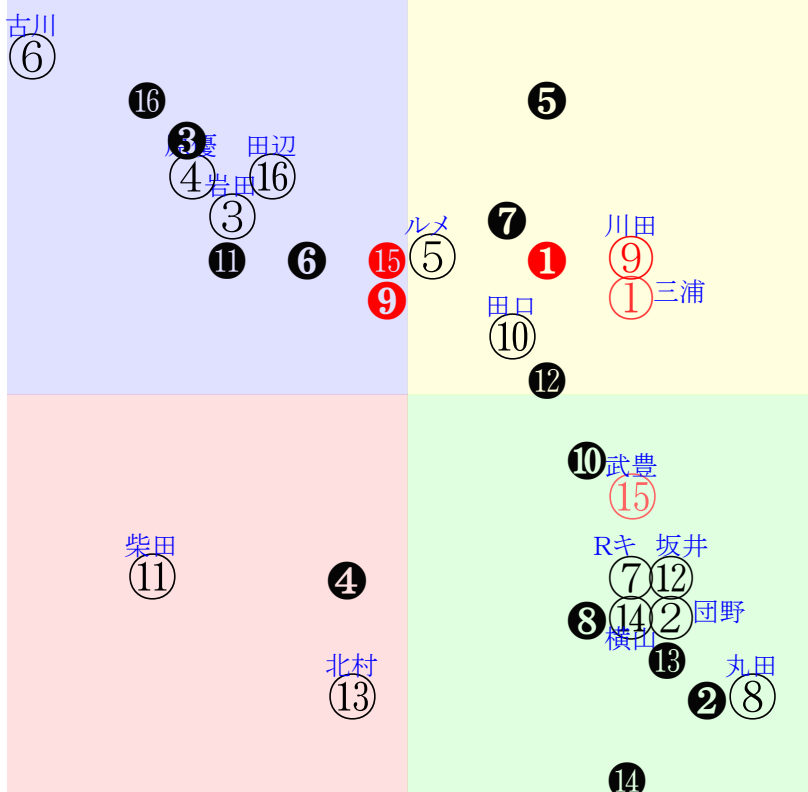 古川
⑥
⓰
❺
❸
優 田辺
④ ⑯
岩田
③
❼
ルメ
⑤
川田
⑨
⓫
❻
⓯
❶
❾
① 三浦
田口
⑩
⓬
❿ 武豊
⑮
柴田
⑪
❹
Rキ 坂井
⑦ ⑫
❽ ⑭ ② 団野
横山
⓭
北村
⑬
丸田
❷ ⑧
⓮